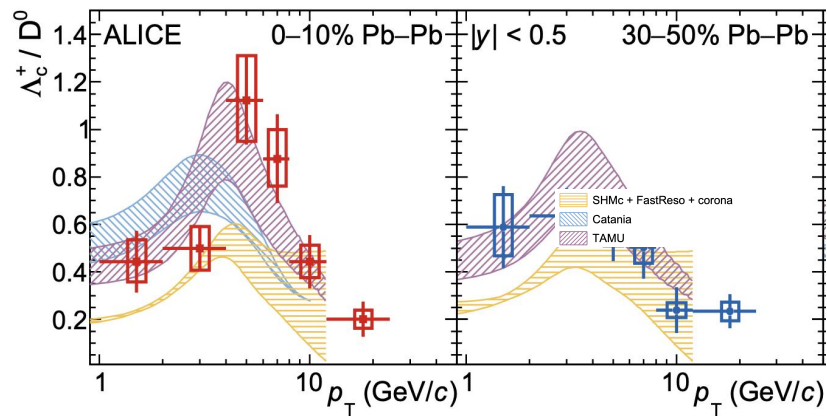 Λc+ / D0
ALICE 0–10% Pb–Pb
|y| < 0.5 30–50% Pb–Pb
1.4
1.2
1
0.8
0.6
0.4
0.2
SHMc + FastReso + corona
Catania
TAMU
1 10
1 10
pT (GeV/c)
pT (GeV/c)